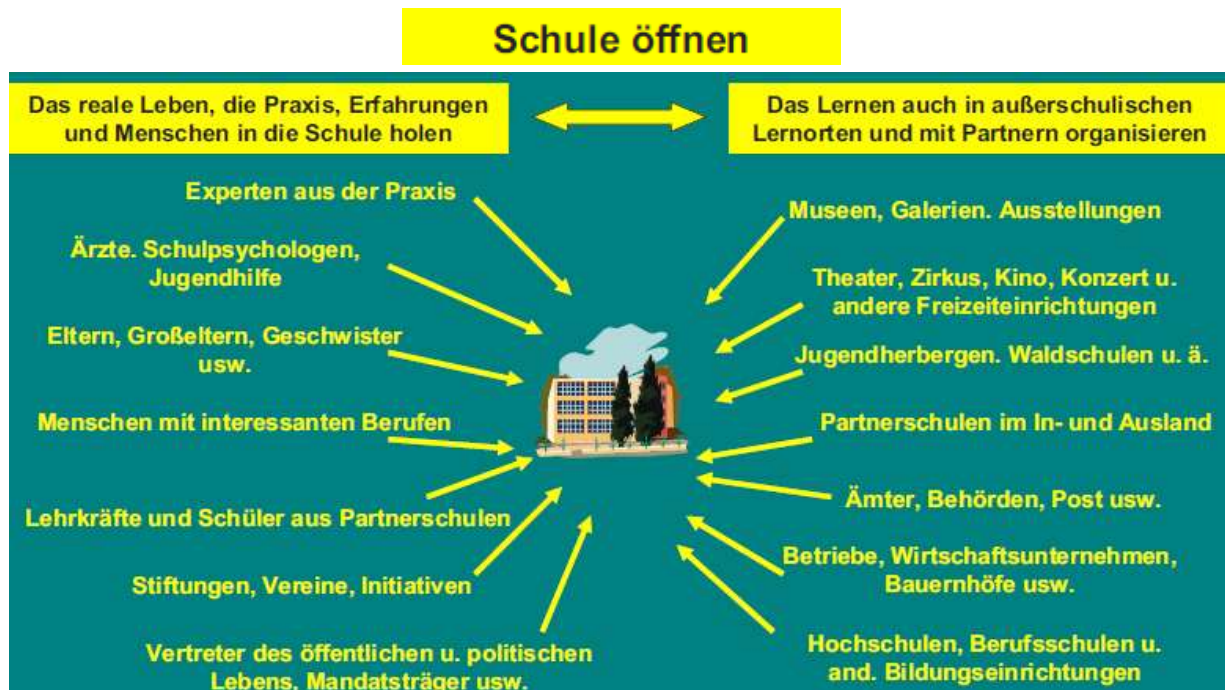 Schule öffnen
Das reale Leben, die Praxis, Erfahrungen
und Menschen in die Schule holen
Das Lernen auch in außerschulischen
Lernorten und mit Partnern organisieren
Experten aus der Praxis
Ärzte. Schulpsychologen,
Jugendhilfe
Eltern, Großeltern, Geschwister
usw.
Menschen mit interessanten Berufen
Lehrkräfte und Schüler aus Partnerschulen
Stiftungen, Vereine, Initiativen
Vertreter des öffentlichen u. politischen
Lebens, Mandatsträger usw.
Museen, Galerien. Ausstellungen
Theater, Zirkus, Kino, Konzert u.
andere Freizeiteinrichtungen
Jugendherbergen. Waldschulen u. ä.
Partnerschulen im In- und Ausland
Ämter, Behörden, Post usw.
Betriebe, Wirtschaftsunternehmen,
Bauernhöfe usw.
Hochschulen, Berufsschulen u.
and. Bildungseinrichtungen